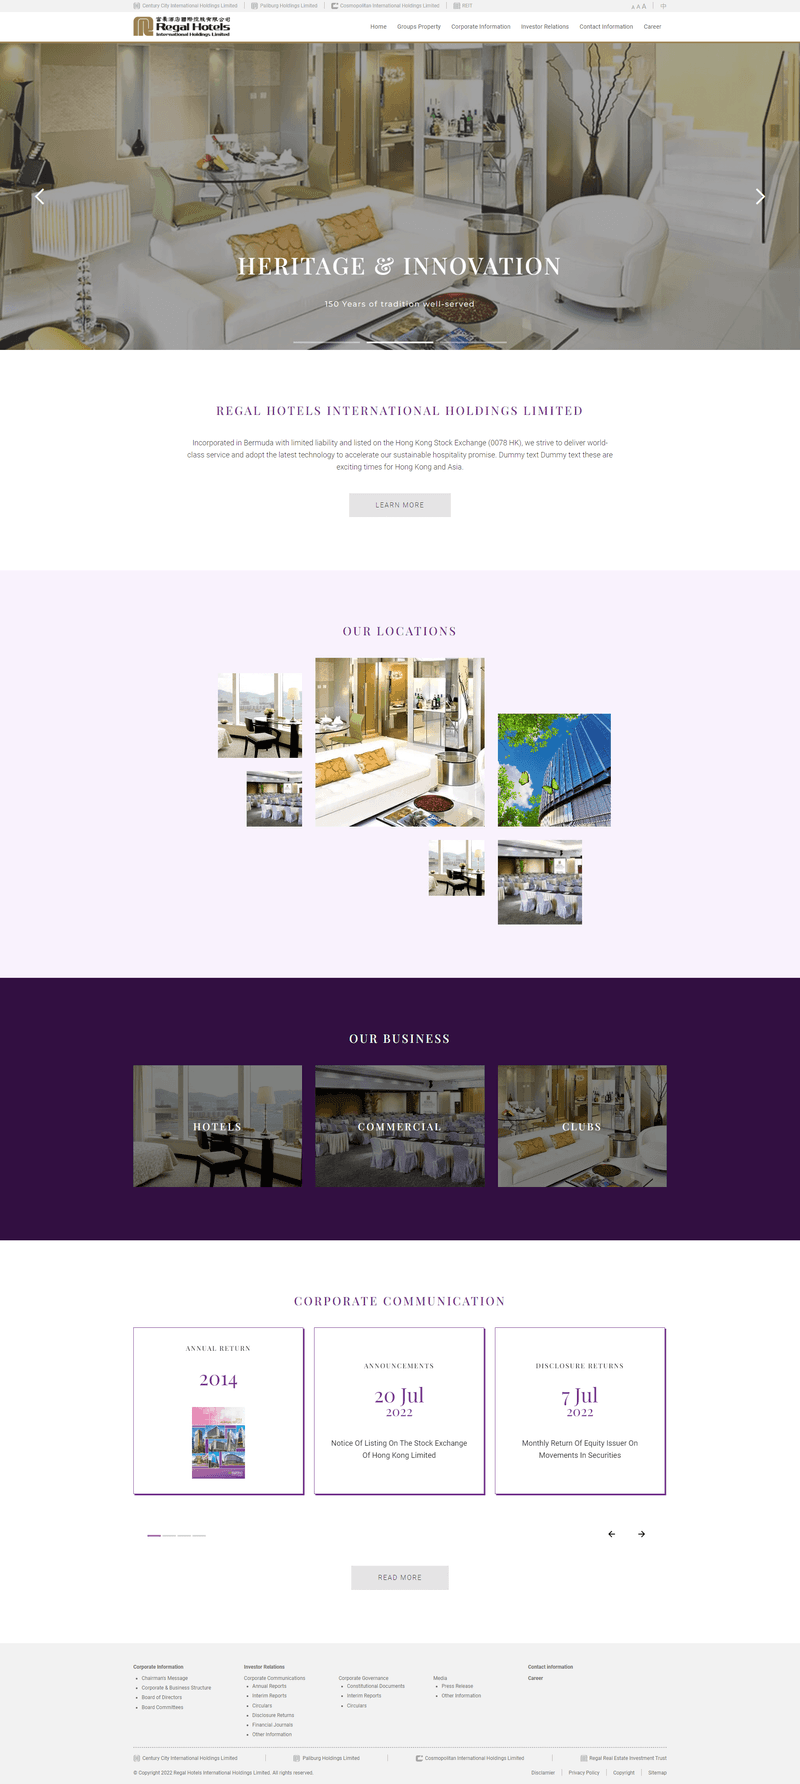 Century City International Holdings Limited
Paliburg Holdings Limited
Cosmopolitan International Holdings Limited
REIT
A A A
中
富豪酒店國際控股有限公司
Regal Hotels
International Holdings Limited
Home
Groups Property
Corporate Information
Investor Relations
Contact Information
Career
HERITAGE & INNOVATION
150 Years of tradition well-served
REGAL HOTELS INTERNATIONAL HOLDINGS LIMITED
Incorporated in Bermuda with limited liability and listed on the Hong Kong Stock Exchange (0078 HK), we strive to deliver world-
class service and adopt the latest technology to accelerate our sustainable hospitality promise. Dummy text Dummy text these are
exciting times for Hong Kong and Asia.
LEARN MORE
OUR LOCATIONS
OUR BUSINESS
HOTELS
COMMERCIAL
CLUBS
CORPORATE COMMUNICATION
ANNUAL RETURN
2014
ANNOUNCEMENTS
20 Jul
2022
Notice Of Listing On The Stock Exchange
Of Hong Kong Limited
DISCLOSURE RETURNS
7 Jul
2022
Monthly Return Of Equity Issuer On
Movements In Securities
READ MORE
Corporate Information
Chairman's Message
Corporate & Business Structure
Board of Directors
Board Committees
Investor Relations
Corporate Communications
Annual Reports
Interim Reports
Circulars
Disclosure Returns
Financial Journals
Other Information
Corporate Governance
Constitutional Documents
Interim Reports
Circulars
Media
Press Release
Other Information
Contact information
Career
Century City International Holdings Limited
Paliburg Holdings Limited
Cosmopolitan International Holdings Limited
Regal Real Estate Investment Trust
© Copyright 2022 Regal Hotels International Holdings Limited. All rights reserved.
Disclaimer
Privacy Policy
Copyright
Sitemap